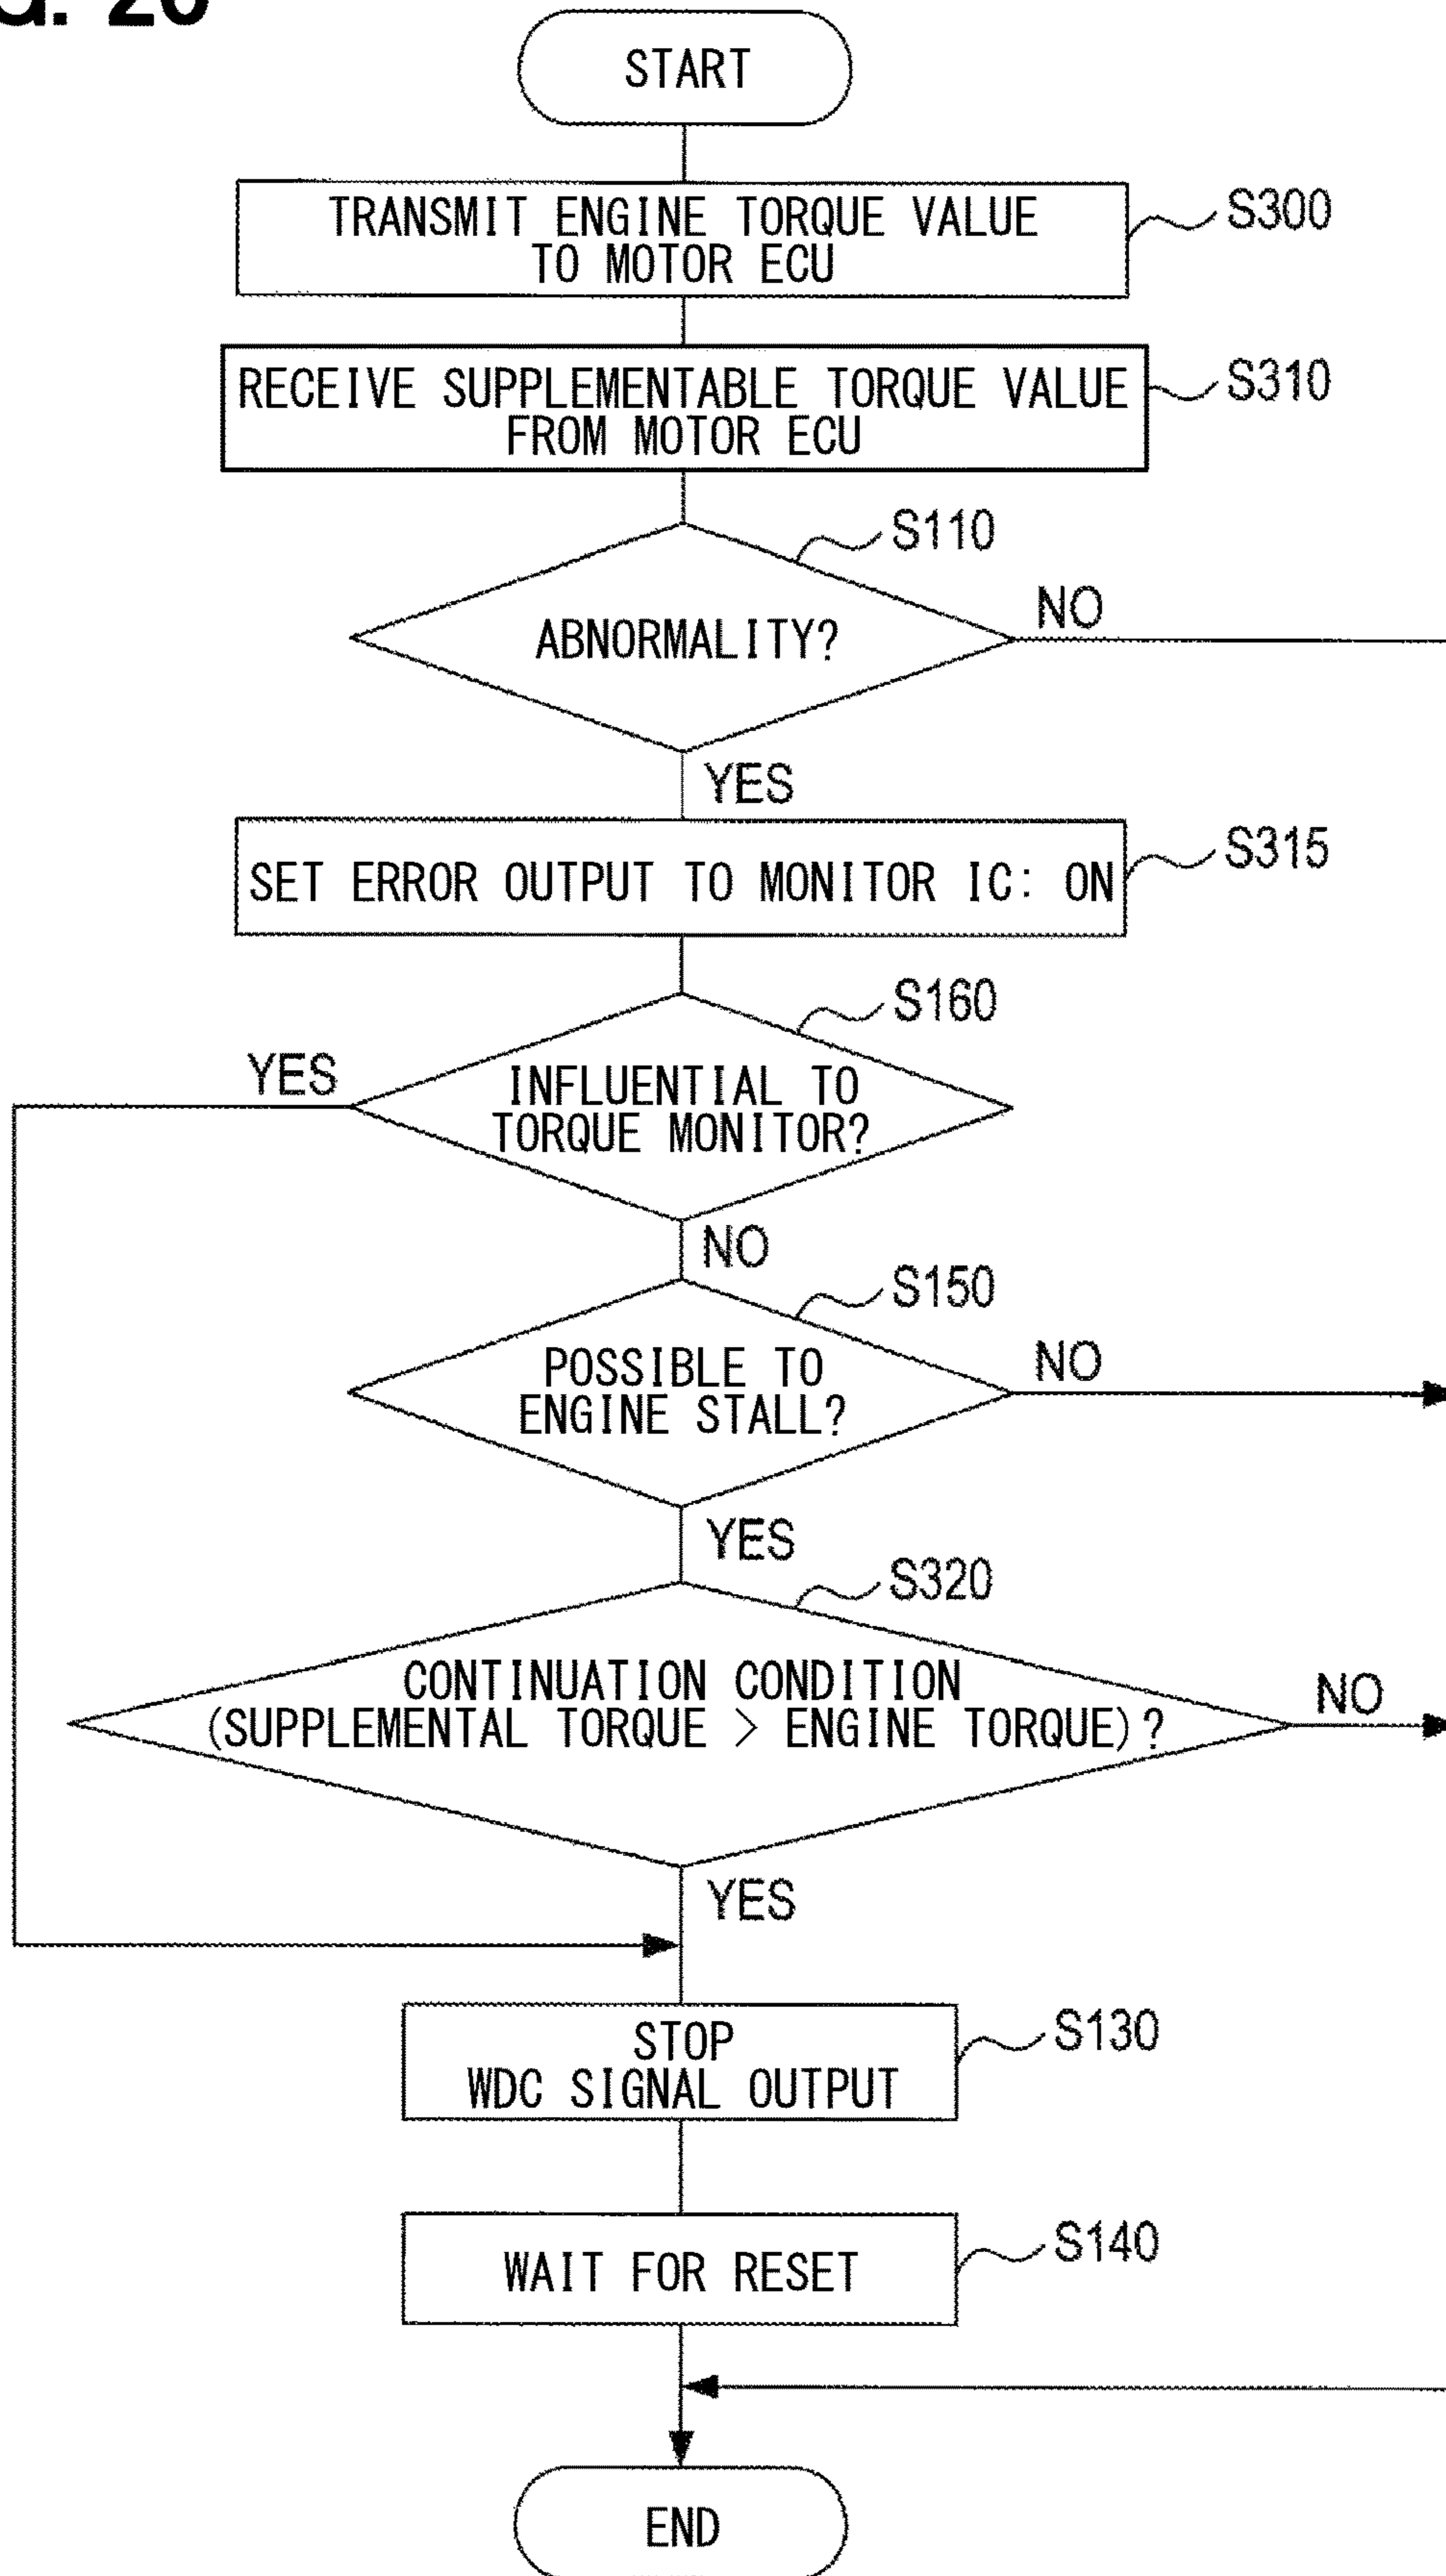 G. 20
START
TRANSMIT ENGINE TORQUE VALUE
TO MOTOR ECU
S300
RECEIVE SUPPLEMENTABLE TORQUE VALUE
FROM MOTOR ECU
S310
S110
ABNORMALITY?
NO
YES
SET ERROR OUTPUT TO MONITOR IC: ON
S315
S160
YES
INFLUENTIAL TO
TORQUE MONITOR?
NO
S150
POSSIBLE TO
ENGINE STALL?
NO
YES
S320
CONTINUATION CONDITION
(SUPPLEMENTAL TORQUE > ENGINE TORQUE)?
NO
YES
STOP
WDC SIGNAL OUTPUT
S130
WAIT FOR RESET
S140
END